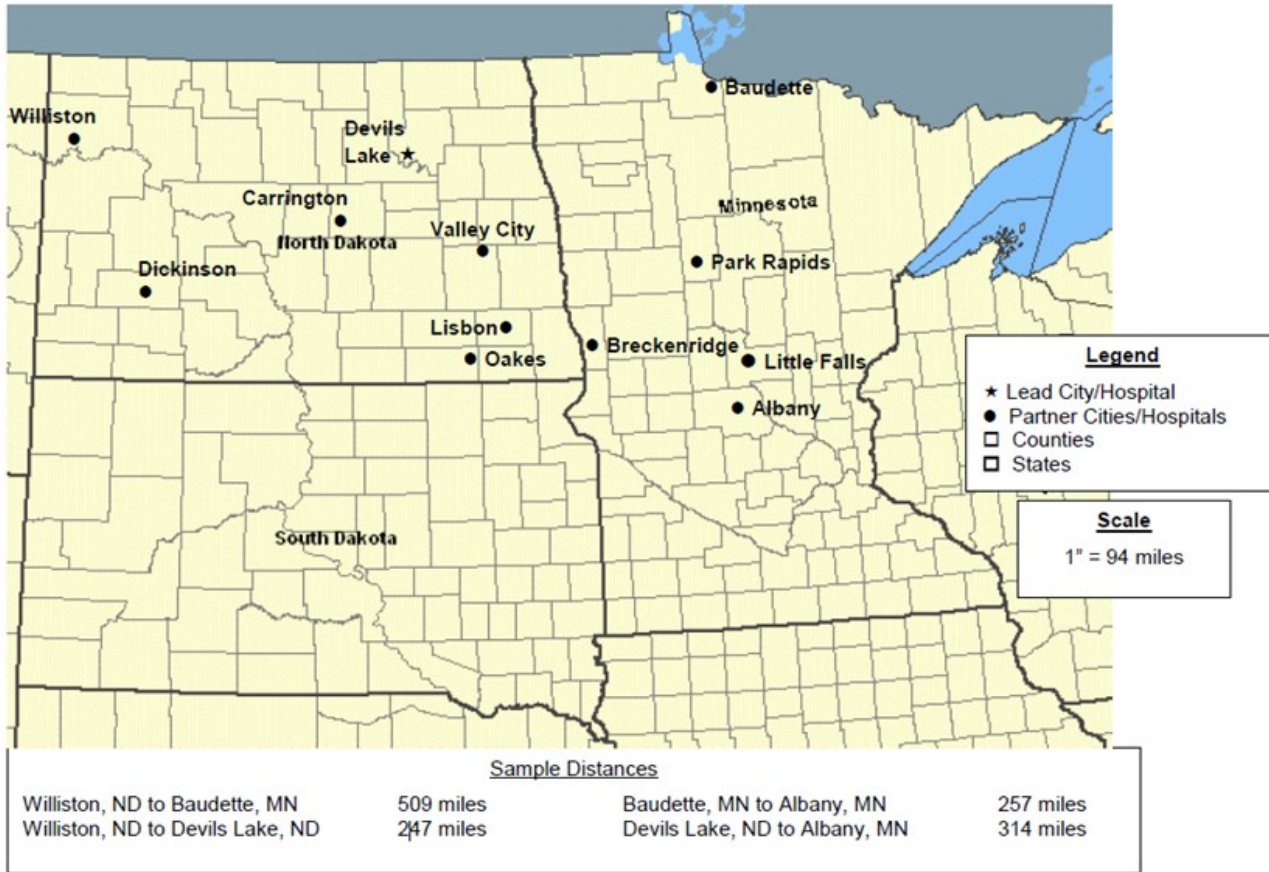 Baudette
Williston
Devils
Lake
Carrington
North Dakota
Valley City
Minnesota
Dickinson
Park Rapids
Lisbon
Oakes
Breckenridge
Little Falls
Albany
South Dakota
Legend
★ Lead City/Hospital
● Partner Cities/Hospitals
Counties
States
Scale
1" = 94 miles
Sample Distances
Williston, ND to Baudette, MN 509 miles Baudette, MN to Albany, MN 257 miles
Williston, ND to Devils Lake, ND 247 miles Devils Lake, ND to Albany, MN 314 miles